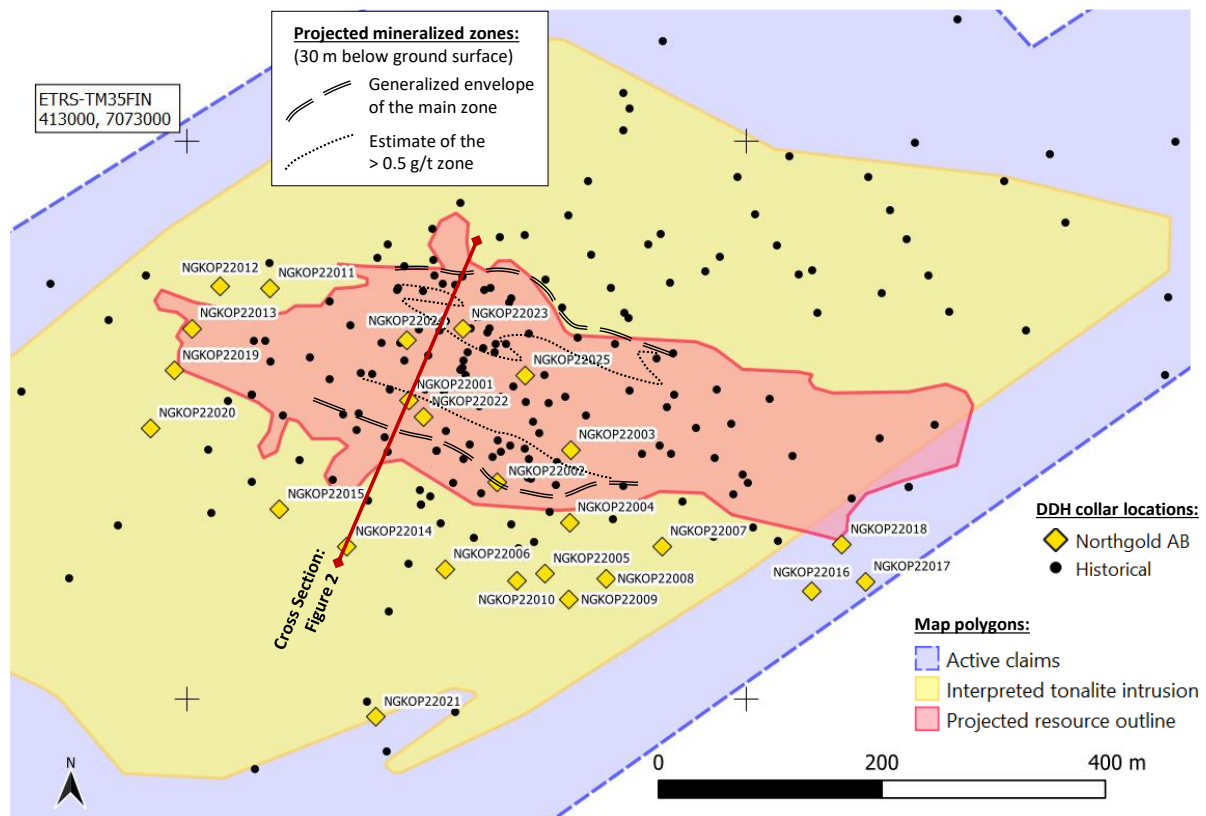 Projected mineralized zones:
(30 m below ground surface)
Generalized envelope
of the main zone
Estimate of the
> 0.5 g/t zone
ETRS-TM35FIN
413000, 7073000
NGKOP22012
NGKOP22011
NGKOP22013
NGKOP22024
NGKOP22023
NGKOP22019
NGKOP22025
NGKOP22001
NGKOP22022
NGKOP22020
NGKOP22003
NGKOP22002
NGKOP22015
NGKOP22004
NGKOP22014
NGKOP22007
NGKOP22018
NGKOP22006
NGKOP22005
NGKOP22008
NGKOP22016
NGKOP22017
NGKOP22010
NGKOP22009
NGKOP22021
Cross Section:
Figure 2
DDH collar locations:
Northgold AB
Historical
Map polygons:
Active claims
Interpreted tonalite intrusion
Projected resource outline
N
0
200
400 m